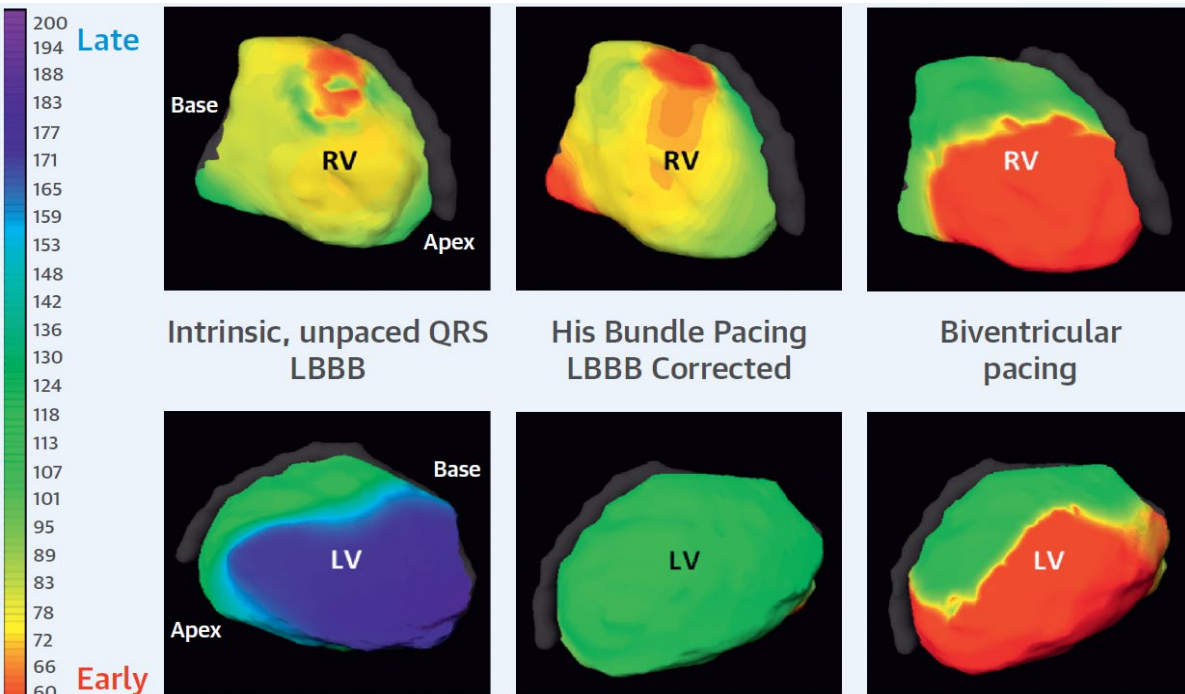 200
194
188
183
177
171
165
159
153
148
142
136
130
124
118
113
107
101
95
89
83
78
72
66
60
Late
Early
Base
RV
Apex
RV
RV
Intrinsic, unpaced QRS
LBBB
His Bundle Pacing
LBBB Corrected
Biventricular
pacing
Base
LV
Apex
LV
LV